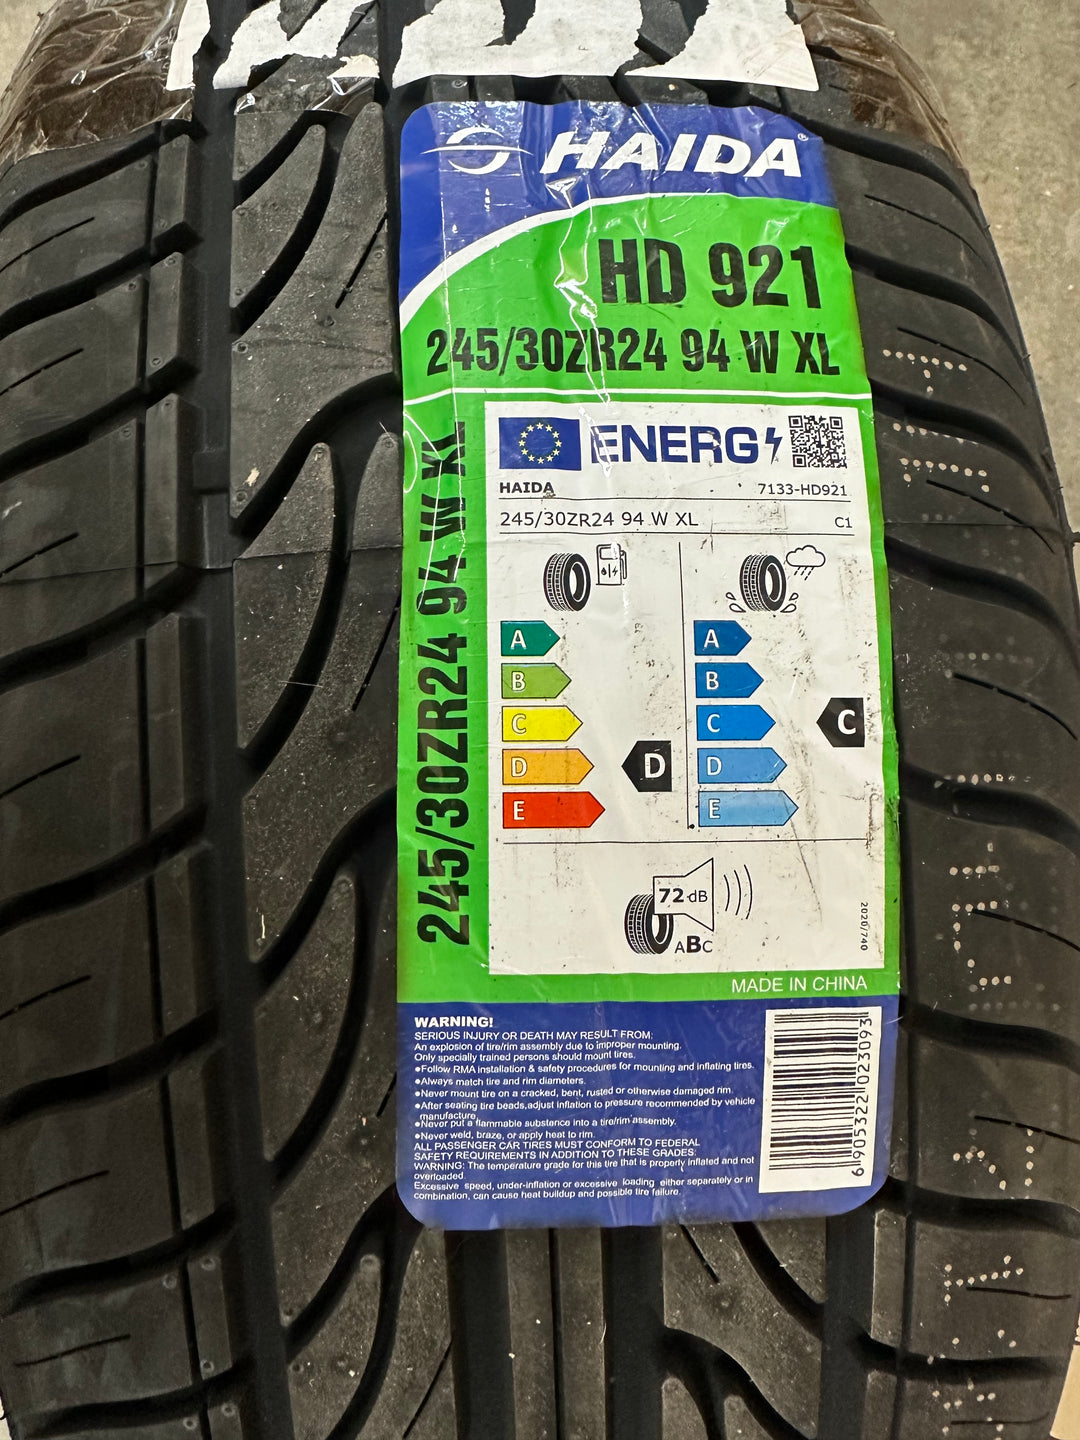 HAIDA®
HD 921
245/30ZR24 94 W XL
245/30ZR24 94 W XL
ENERG
HAIDA 7133-HD921
245/30ZR24 94 W XL C1
A
B
C
D
E
D
A
B
C
D
E
C
72 dB
ABC
2020/740
MADE IN CHINA
WARNING!
SERIOUS INJURY OR DEATH MAY RESULT FROM:
An explosion of tire/rim assembly due to improper mounting.
Only specially trained persons should mount tires.
●Follow RMA installation & safety procedures for mounting and inflating tires.
●Always match tire and rim diameters.
●Never mount tire on a cracked, bent, rusted or otherwise damaged rim.
●After seating tire beads,adjust inflation to pressure recommended by vehicle
manufacture.
●Never put a flammable substance into a tire/rim assembly.
●Never weld, braze, or apply heat to rim.
ALL PASSENGER CAR TIRES MUST CONFORM TO FEDERAL
SAFETY REQUIREMENTS IN ADDITION TO THESE GRADES:
WARNING: The temperature grade for this tire that is properly inflated and not
overloaded.
Excessive speed, under-inflation or excessive loading either separately or in
combination, can cause heat buildup and possible tire failure.
6 905322 023093